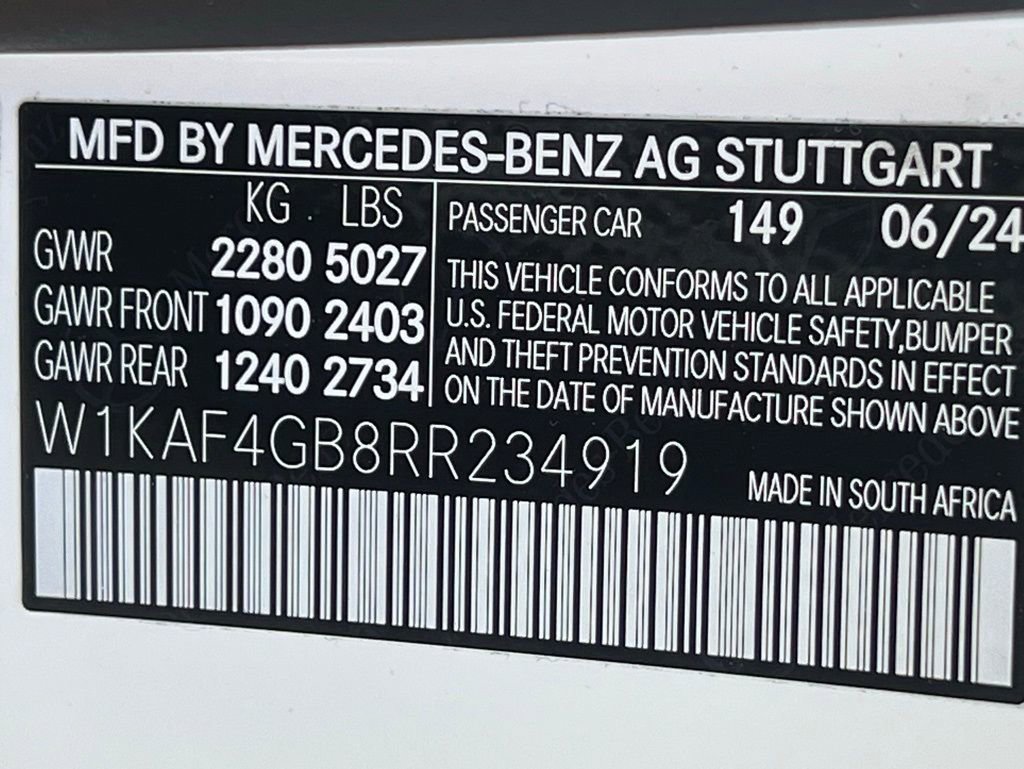 MFD BY MERCEDES-BENZ AG STUTTGART
KG LBS
GVWR 2280 5027
GAWR FRONT 1090 2403
GAWR REAR 1240 2734
PASSENGER CAR 149 06/24
THIS VEHICLE CONFORMS TO ALL APPLICABLE
U.S. FEDERAL MOTOR VEHICLE SAFETY,BUMPER
AND THEFT PREVENTION STANDARDS IN EFFECT
ON THE DATE OF MANUFACTURE SHOWN ABOVE
W1KAF4GB8RR234919
MADE IN SOUTH AFRICA